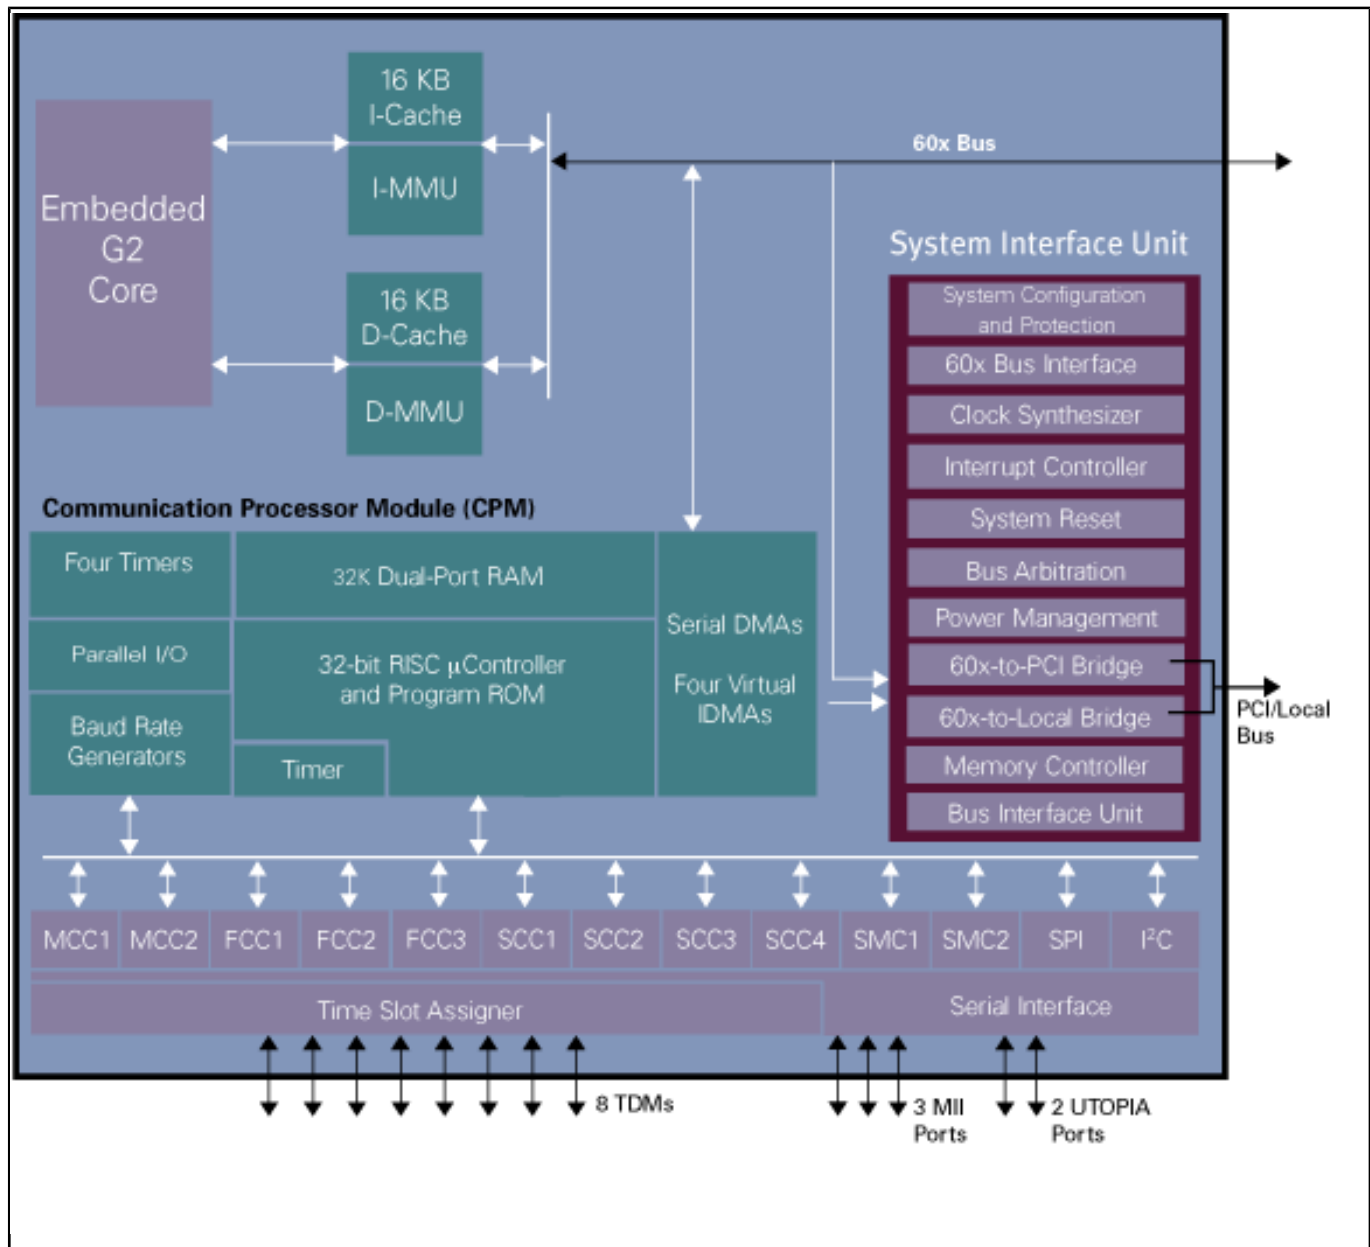 16 KB
I-Cache
I-MMU
60x Bus
Embedded
G2
Core
16 KB
D-Cache
D-MMU
System Interface Unit
System Configuration
and Protection
60x Bus Interface
Clock Synthesizer
Interrupt Controller
System Reset
Bus Arbitration
Power Management
60x-to-PCI Bridge
60x-to-Local Bridge
Memory Controller
Bus Interface Unit
PCI/Local
Bus
Communication Processor Module (CPM)
Four Timers
32K Dual-Port RAM
Parallel I/O
32-bit RISC µController
and Program ROM
Serial DMAs
Four Virtual
IDMAs
Baud Rate
Generators
Timer
MCC1 MCC2 FCC1 FCC2 FCC3 SCC1 SCC2 SCC3 SCC4 SMC1 SMC2 SPI I²C
Time Slot Assigner
Serial Interface
8 TDMs
3 MII
Ports
2 UTOPIA
Ports